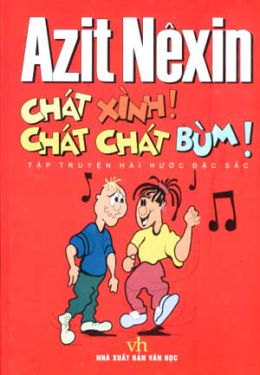 Azit Nêxin
CHÁT XÌNH!
CHÁT CHÁT BÙM!
TẬP TRUYỆN HÀI HƯỚC ĐẶC SẮC
vh
NHÀ XUẤT BẢN VĂN HỌC